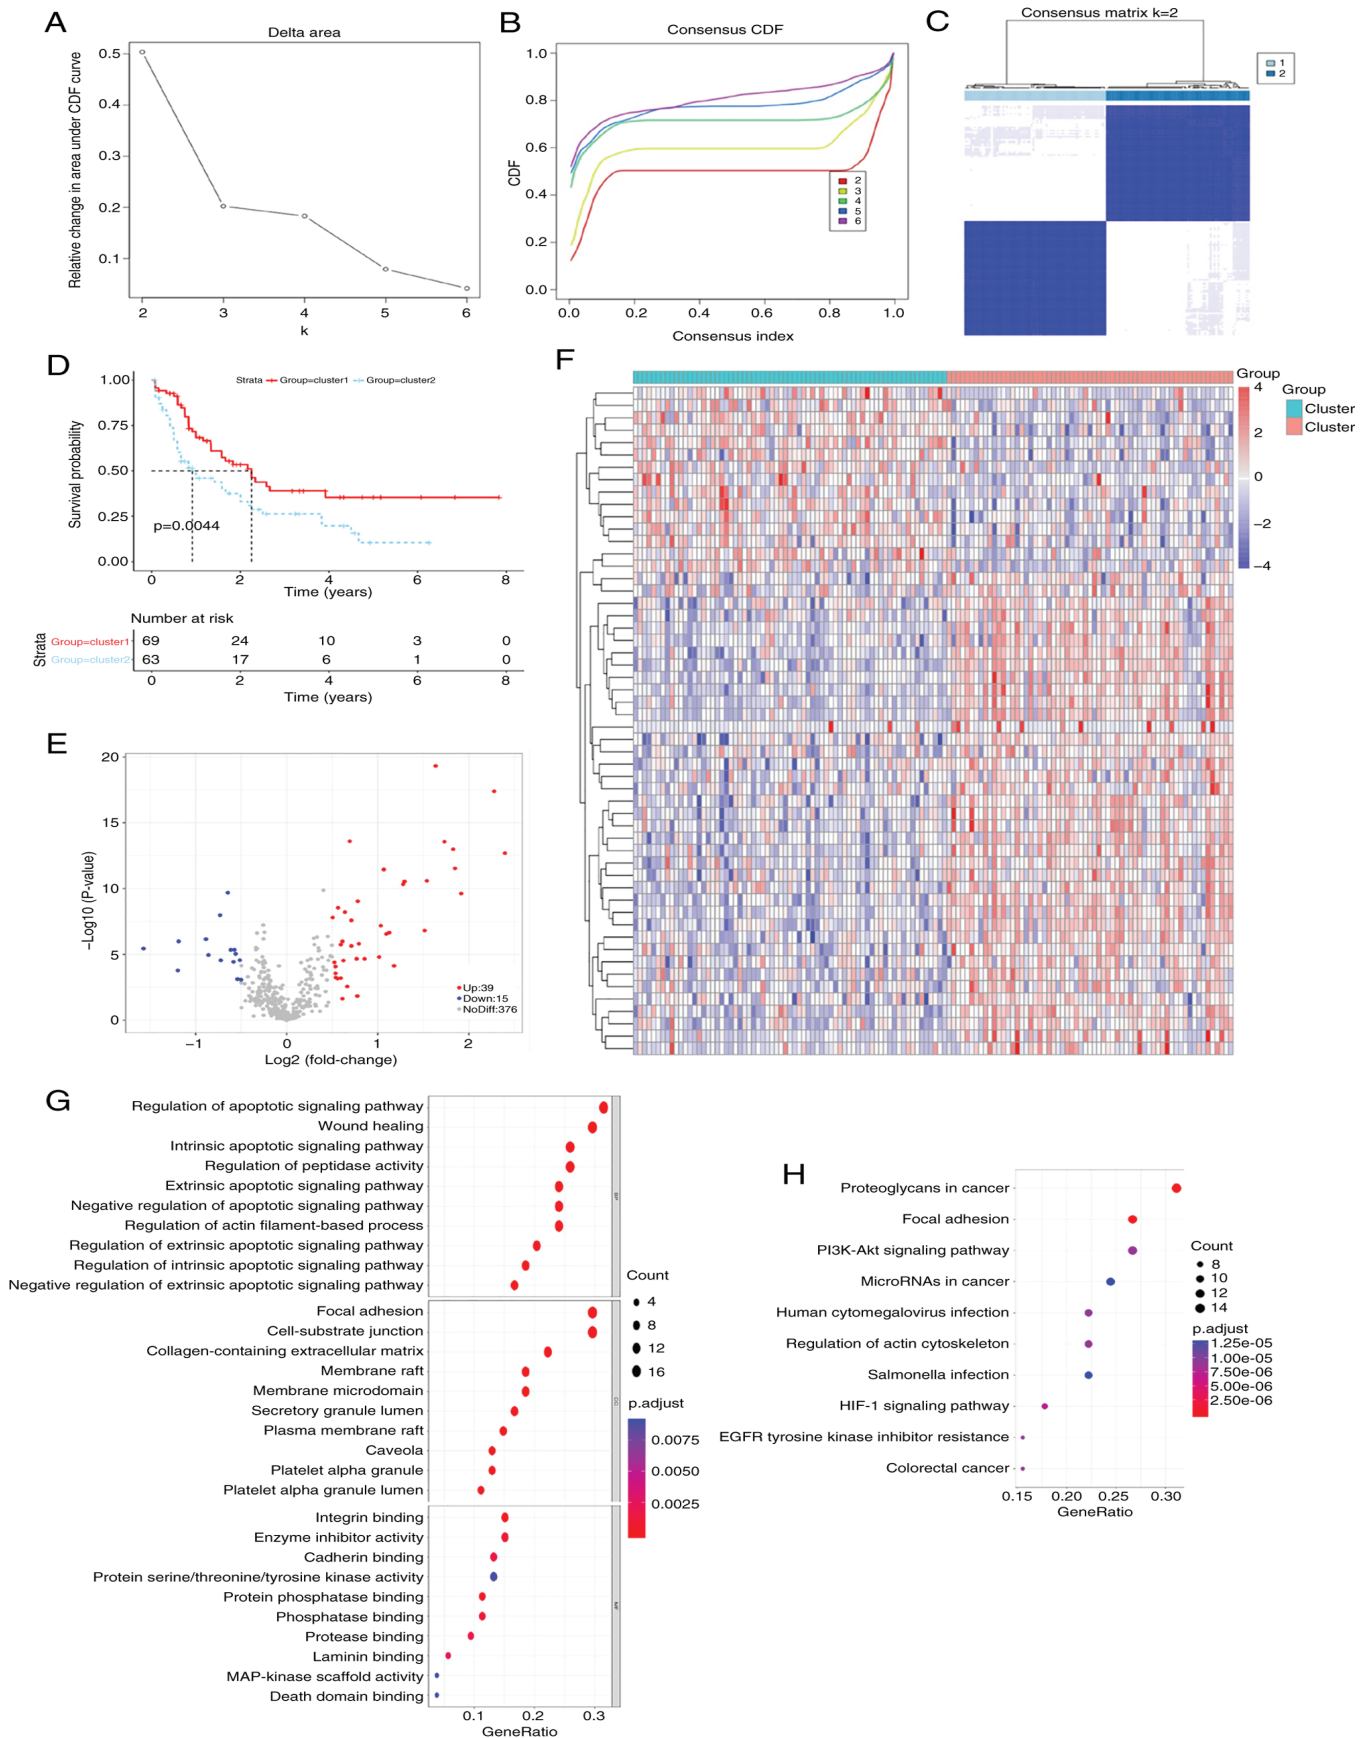 A
Delta area
Relative change in area under CDF curve
0.5
0.4
0.3
0.2
0.1
2 3 4 5 6
k
B
Consensus CDF
CDF
1.0
0.8
0.6
0.4
0.2
0.0
2
3
4
5
6
0.0 0.2 0.4 0.6 0.8 1.0
Consensus index
C
Consensus matrix k=2
1
2
D
Strata Group=cluster1 Group=cluster2
Survival probability
1.00
0.75
0.50
0.25
0.00
p=0.0044
0 2 4 6 8
Time (years)
Number at risk
Strata
Group=cluster1 69 24 10 3 0
Group=cluster2 63 17 6 1 0
0 2 4 6 8
Time (years)
E
−Log10 (P-value)
20
15
10
5
0
Up:39
Down:15
NoDiff:376
−1 0 1 2
Log2 (fold-change)
F
Group
4
2
0
−2
−4
Group
Cluster
Cluster
G
Regulation of apoptotic signaling pathway
Wound healing
Intrinsic apoptotic signaling pathway
Regulation of peptidase activity
Extrinsic apoptotic signaling pathway
Negative regulation of apoptotic signaling pathway
Regulation of actin filament-based process
Regulation of extrinsic apoptotic signaling pathway
Regulation of intrinsic apoptotic signaling pathway
Negative regulation of extrinsic apoptotic signaling pathway
BP
Focal adhesion
Cell-substrate junction
Collagen-containing extracellular matrix
Membrane raft
Membrane microdomain
Secretory granule lumen
Plasma membrane raft
Caveola
Platelet alpha granule
Platelet alpha granule lumen
CC
Integrin binding
Enzyme inhibitor activity
Cadherin binding
Protein serine/threonine/tyrosine kinase activity
Protein phosphatase binding
Phosphatase binding
Protease binding
Laminin binding
MAP-kinase scaffold activity
Death domain binding
MF
0.1 0.2 0.3
GeneRatio
Count
4
8
12
16
p.adjust
0.0075
0.0050
0.0025
H
Proteoglycans in cancer
Focal adhesion
PI3K-Akt signaling pathway
MicroRNAs in cancer
Human cytomegalovirus infection
Regulation of actin cytoskeleton
Salmonella infection
HIF-1 signaling pathway
EGFR tyrosine kinase inhibitor resistance
Colorectal cancer
0.15 0.20 0.25 0.30
GeneRatio
Count
8
10
12
14
p.adjust
1.25e-05
1.00e-05
7.50e-06
5.00e-06
2.50e-06